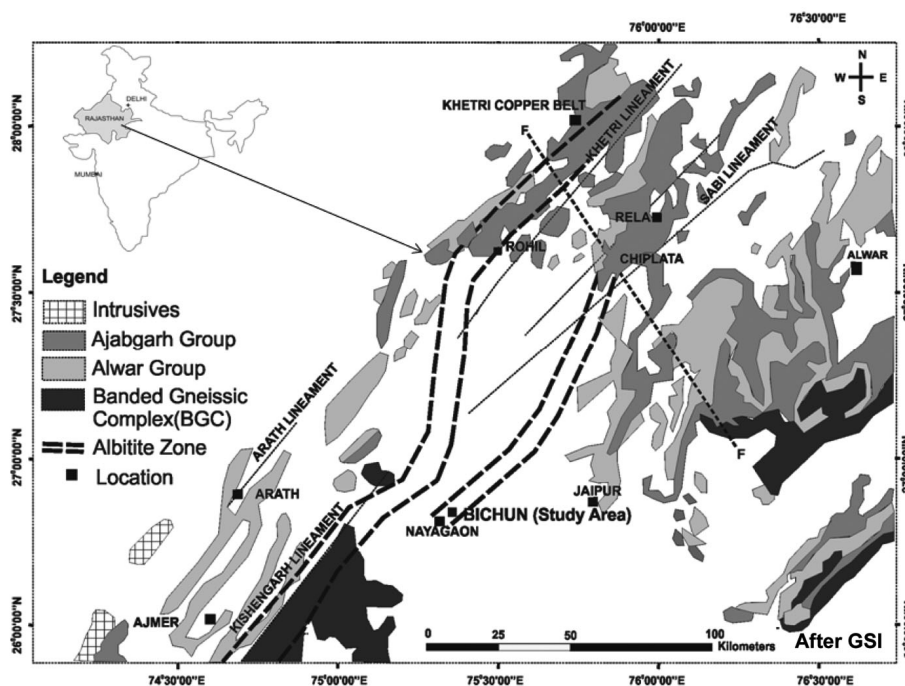 76°00'00"E
76°30'00"E
N
W E
S
DELHI
RAJASTHAN
MUMBAI
28°00'00"N
27°30'00"N
27°00'00"N
26°00'00"N
KHETRI COPPER BELT
F
KHETRI LINEAMENT
SABI LINEAMENT
RELA
ROHIL
CHIPLATA
ALWAR
Legend
Intrusives
Ajabgarh Group
Alwar Group
Banded Gneissic
Complex(BGC)
Albitite Zone
Location
ARATH LINEAMENT
ARATH
F
JAIPUR
BICHUN (Study Area)
NAYAGAON
KISHENGARH LINEAMENT
AJMER
0 25 50 100
Kilometers
After GSI
74°30'00"E
75°00'00"E
75°30'00"E
76°00'00"E
76°30'00"E